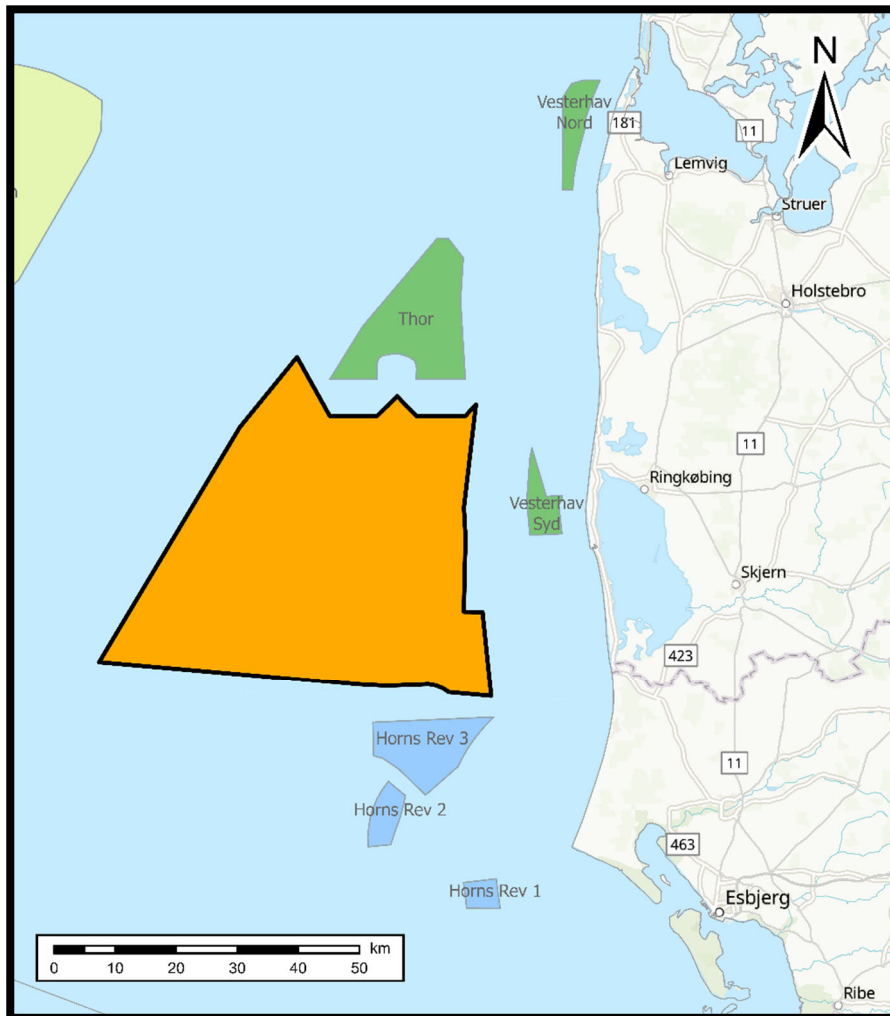 N
Vesterhav
Nord
181
11
Lemvig
Struer
Holstebro
Thor
11
Ringkøbing
Vesterhav
Syd
Skjern
423
Horns Rev 3
11
Horns Rev 2
463
Horns Rev 1
Esbjerg
km
0 10 20 30 40 50
Ribe